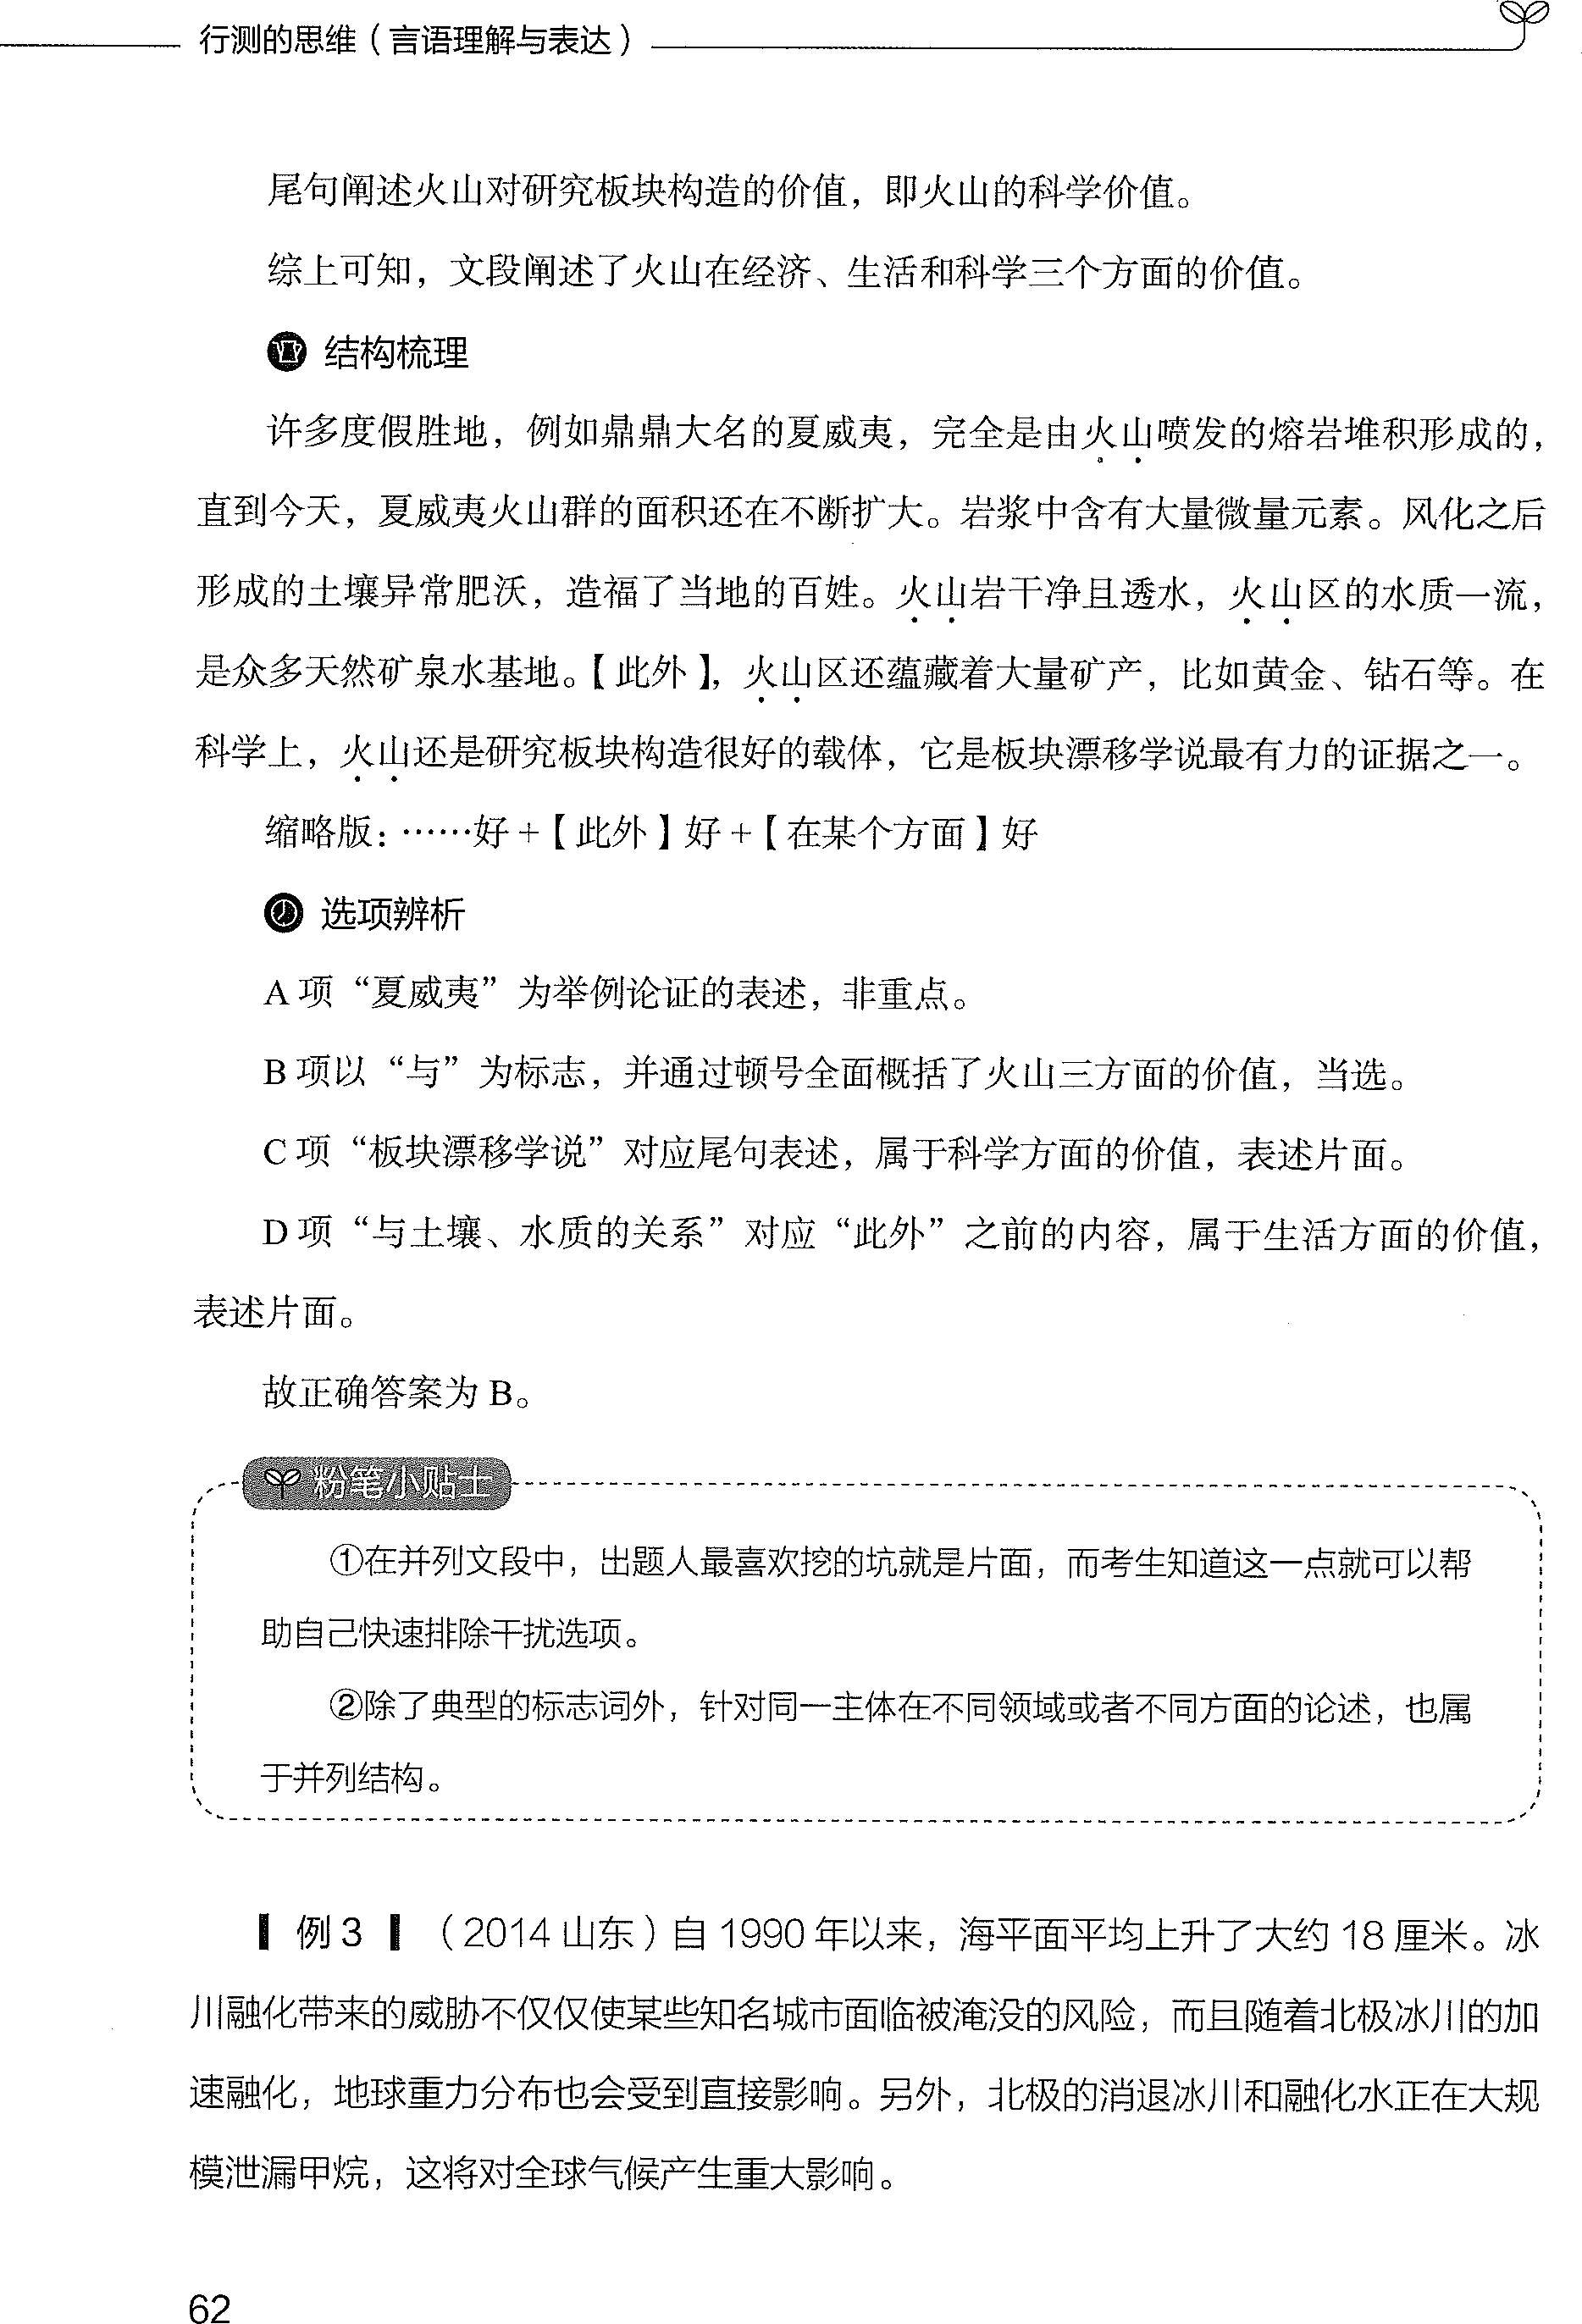 行测的思维（言语理解与表达）
尾句阐述火山对研究板块构造的价值，即火山的科学价值。
综上可知，文段阐述了火山在经济、生活和科学三个方面的价值。
结构梳理
许多度假胜地，例如鼎鼎大名的夏威夷，完全是由火山喷发的熔岩堆积形成的，
直到今天，夏威夷火山群的面积还在不断扩大。岩浆中含有大量微量元素。风化之后
形成的土壤异常肥沃，造福了当地的百姓。火山岩干净且透水，火山区的水质一流，
是众多天然矿泉水基地。【此外】，火山区还蕴藏着大量矿产，比如黄金、钻石等。在
科学上，火山还是研究板块构造很好的载体，它是板块漂移学说最有力的证据之一。
缩略版：……好+【此外】好+【在某个方面】好
选项辨析
A 项“夏威夷”为举例论证的表述，非重点。
B 项以“与”为标志，并通过顿号全面概括了火山三方面的价值，当选。
C 项“板块漂移学说”对应尾句表述，属于科学方面的价值，表述片面。
D 项“与土壤、水质的关系”对应“此外”之前的内容，属于生活方面的价值，
表述片面。
故正确答案为 B。
粉笔小贴士
①在并列文段中，出题人最喜欢挖的坑就是片面，而考生知道这一点就可以帮
助自己快速排除干扰选项。
②除了典型的标志词外，针对同一主体在不同领域或者不同方面的论述，也属
于并列结构。
例 3 （2014 山东）自 1990 年以来，海平面平均上升了大约 18 厘米。冰
川融化带来的威胁不仅仅使某些知名城市面临被淹没的风险，而且随着北极冰川的加
速融化，地球重力分布也会受到直接影响。另外，北极的消退冰川和融化水正在大规
模泄漏甲烷，这将对全球气候产生重大影响。
62